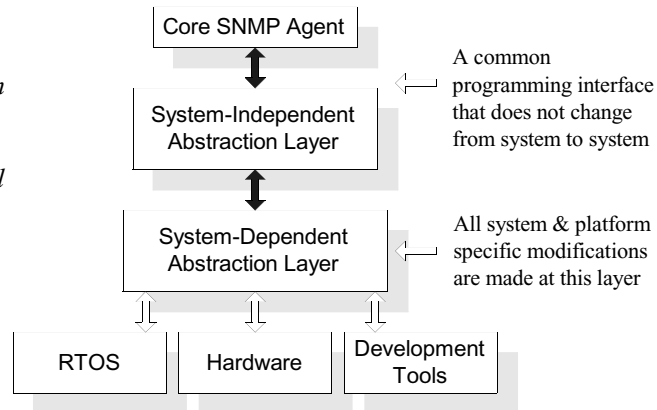 Core SNMP Agent
A common
programming interface
that does not change
from system to system
System-Independent
Abstraction Layer
System-Dependent
Abstraction Layer
All system & platform
specific modifications
are made at this layer
RTOS
Hardware
Development
Tools